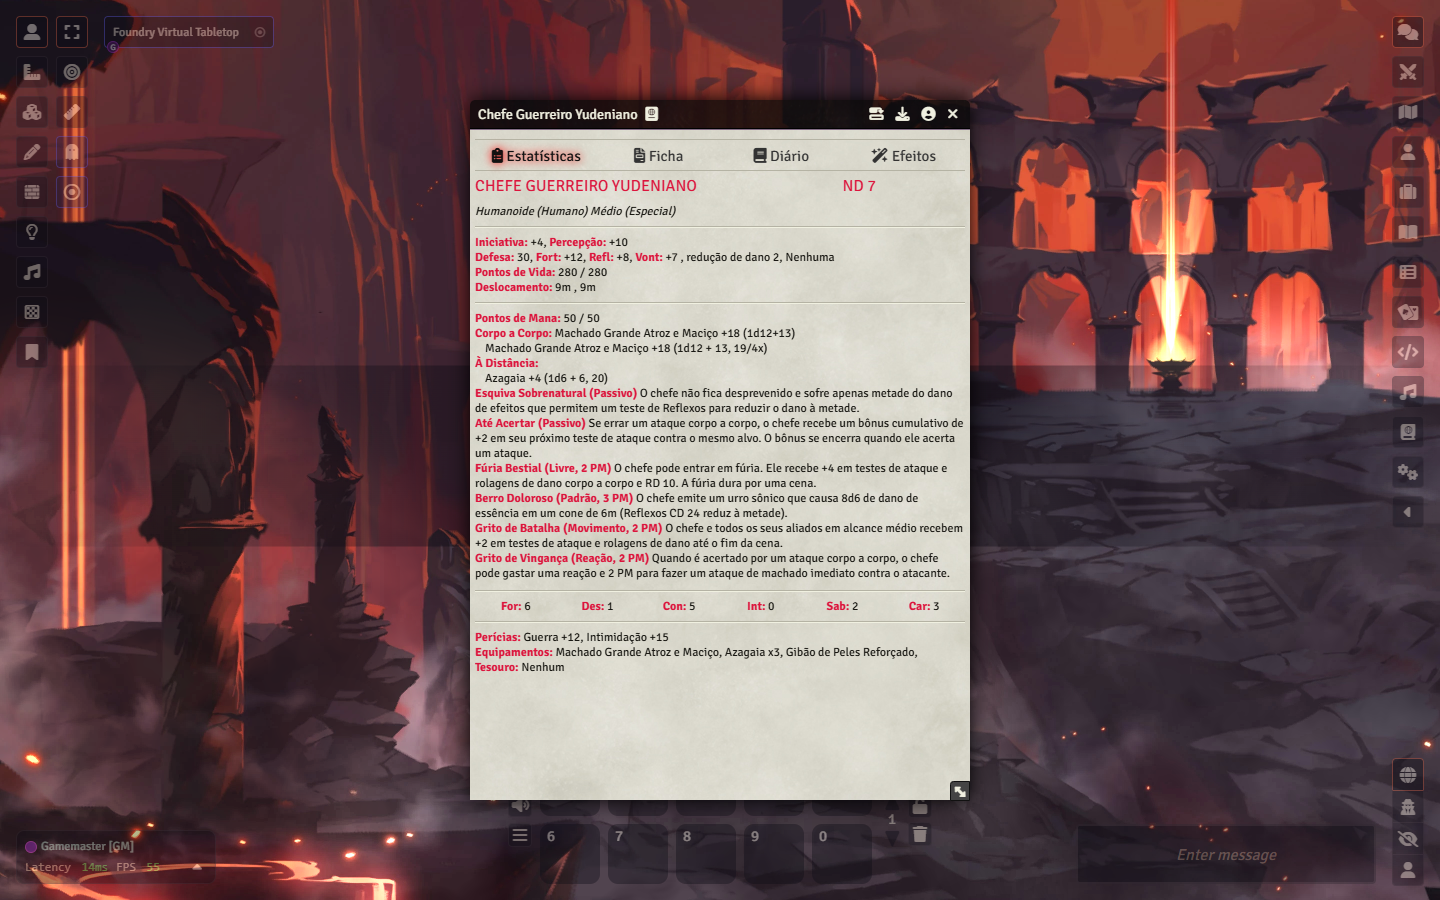 Foundry Virtual Tabletop
G
Chefe Guerreiro Yudeniano
Estatísticas Ficha Diário Efeitos
CHEFE GUERREIRO YUDENIANO ND 7
Humanoide (Humano) Médio (Especial)
Iniciativa: +4, Percepção: +10
Defesa: 30, Fort: +12, Refl: +8, Vont: +7 , redução de dano 2, Nenhuma
Pontos de Vida: 280 / 280
Deslocamento: 9m , 9m
Pontos de Mana: 50 / 50
Corpo a Corpo: Machado Grande Atroz e Maciço +18 (1d12+13)
Machado Grande Atroz e Maciço +18 (1d12 + 13, 19/4x)
À Distância:
Azagaia +4 (1d6 + 6, 20)
Esquiva Sobrenatural (Passivo) O chefe não fica desprevenido e sofre apenas metade do dano
de efeitos que permitem um teste de Reflexos para reduzir o dano à metade.
Até Acertar (Passivo) Se errar um ataque corpo a corpo, o chefe recebe um bônus cumulativo de
+2 em seu próximo teste de ataque contra o mesmo alvo. O bônus se encerra quando ele acerta
um ataque.
Fúria Bestial (Livre, 2 PM) O chefe pode entrar em fúria. Ele recebe +4 em testes de ataque e
rolagens de dano corpo a corpo e RD 10. A fúria dura por uma cena.
Berro Doloroso (Padrão, 3 PM) O chefe emite um urro sônico que causa 8d6 de dano de
essência em um cone de 6m (Reflexos CD 24 reduz à metade).
Grito de Batalha (Movimento, 2 PM) O chefe e todos os seus aliados em alcance médio recebem
+2 em testes de ataque e rolagens de dano até o fim da cena.
Grito de Vingança (Reação, 2 PM) Quando é acertado por um ataque corpo a corpo, o chefe
pode gastar uma reação e 2 PM para fazer um ataque de machado imediato contra o atacante.
For: 6 Des: 1 Con: 5 Int: 0 Sab: 2 Car: 3
Perícias: Guerra +12, Intimidação +15
Equipamentos: Machado Grande Atroz e Maciço, Azagaia x3, Gibão de Peles Reforçado,
Tesouro: Nenhum
1
6 7 8 9 0
Gamemaster [GM]
Latency 14ms FPS 55
Enter message